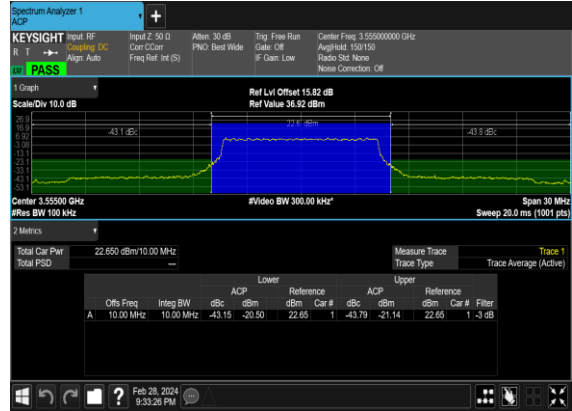 Spectrum Analyzer 1
ACP
+
KEYSIGHT Input: RF Input Z: 50 Ω Atten: 30 dB Trig: Free Run Center Freq: 3.555000000 GHz
R T Coupling: DC Corr CCorr PNO: Best Wide Gate: Off Avg|Hold: 150/150
Align: Auto Freq Ref: Int (S) IF Gain: Low Radio Std: None
LW PASS Noise Correction: Off
1 Graph
Ref Lvl Offset 15.82 dB
Scale/Div 10.0 dB Ref Value 36.92 dBm
26.9
16.9 -43.1 dBc 22.6 dBm -43.8 dBc
6.92
-3.08
-13.1
-23.1
-33.1
-43.1
-53.1
Center 3.55500 GHz #Video BW 300.00 kHz* Span 30 MHz
#Res BW 100 kHz Sweep 20.0 ms (1001 pts)
2 Metrics
Total Car Pwr 22.650 dBm/10.00 MHz Measure Trace Trace 1
Total PSD --- Trace Type Trace Average (Active)
Lower Upper
ACP Reference ACP Reference
Offs Freq Integ BW dBc dBm dBm Car # dBc dBm dBm Car # Filter
A 10.00 MHz 10.00 MHz -43.15 -20.50 22.65 1 -43.79 -21.14 22.65 1 -3 dB
? Feb 28, 2024
9:33:26 PM